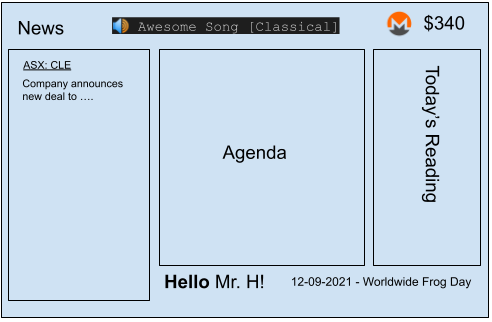 News
Awesome Song [Classical]
$340
ASX: CLE
Company announces
new deal to ….
Agenda
Today's Reading
Hello Mr. H!
12-09-2021 - Worldwide Frog Day